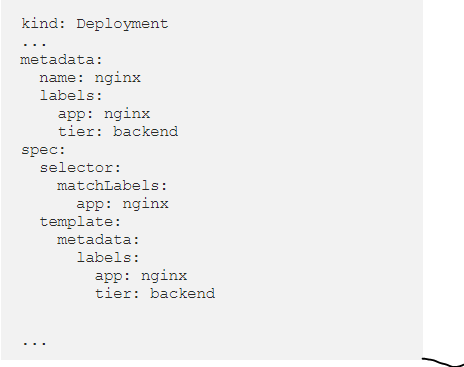 kind: Deployment
...
metadata:
  name: nginx
  labels:
    app: nginx
    tier: backend
spec:
  selector:
    matchLabels:
      app: nginx
  template:
    metadata:
      labels:
        app: nginx
        tier: backend
...